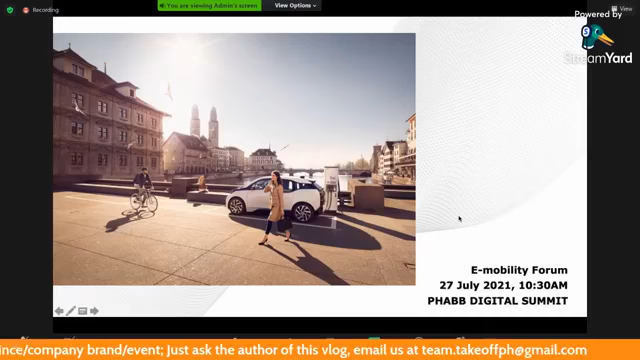 Recording
You are viewing Admin's screen
View Options
View
Powered by
StreamYard
E-mobility Forum
27 July 2021, 10:30AM
PHABB DIGITAL SUMMIT
ince/company brand/event; Just ask the author of this vlog, email us at team.takeoffph@gmail.com